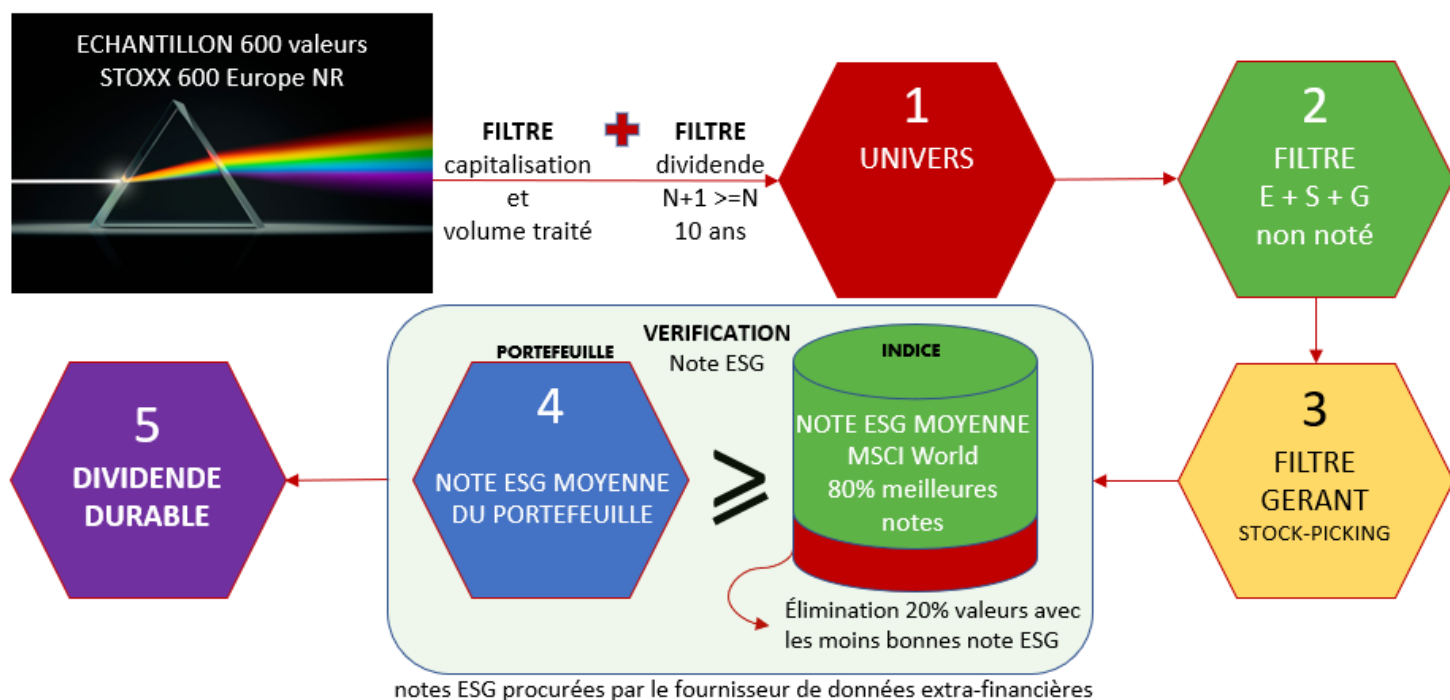 ECHANTILLON 600 valeurs
STOXX 600 Europe NR
FILTRE
capitalisation
et
volume traité
FILTRE
dividende
N+1 >=N
10 ans
1
UNIVERS
2
FILTRE
E + S + G
non noté
3
FILTRE
GERANT
STOCK-PICKING
VERIFICATION
Note ESG
PORTEFEUILLE
4
NOTE ESG MOYENNE
DU PORTEFEUILLE
⩾
INDICE
NOTE ESG MOYENNE
MSCI World
80% meilleures
notes
Élimination 20% valeurs avec
les moins bonnes note ESG
5
DIVIDENDE
DURABLE
notes ESG procurées par le fournisseur de données extra-financières